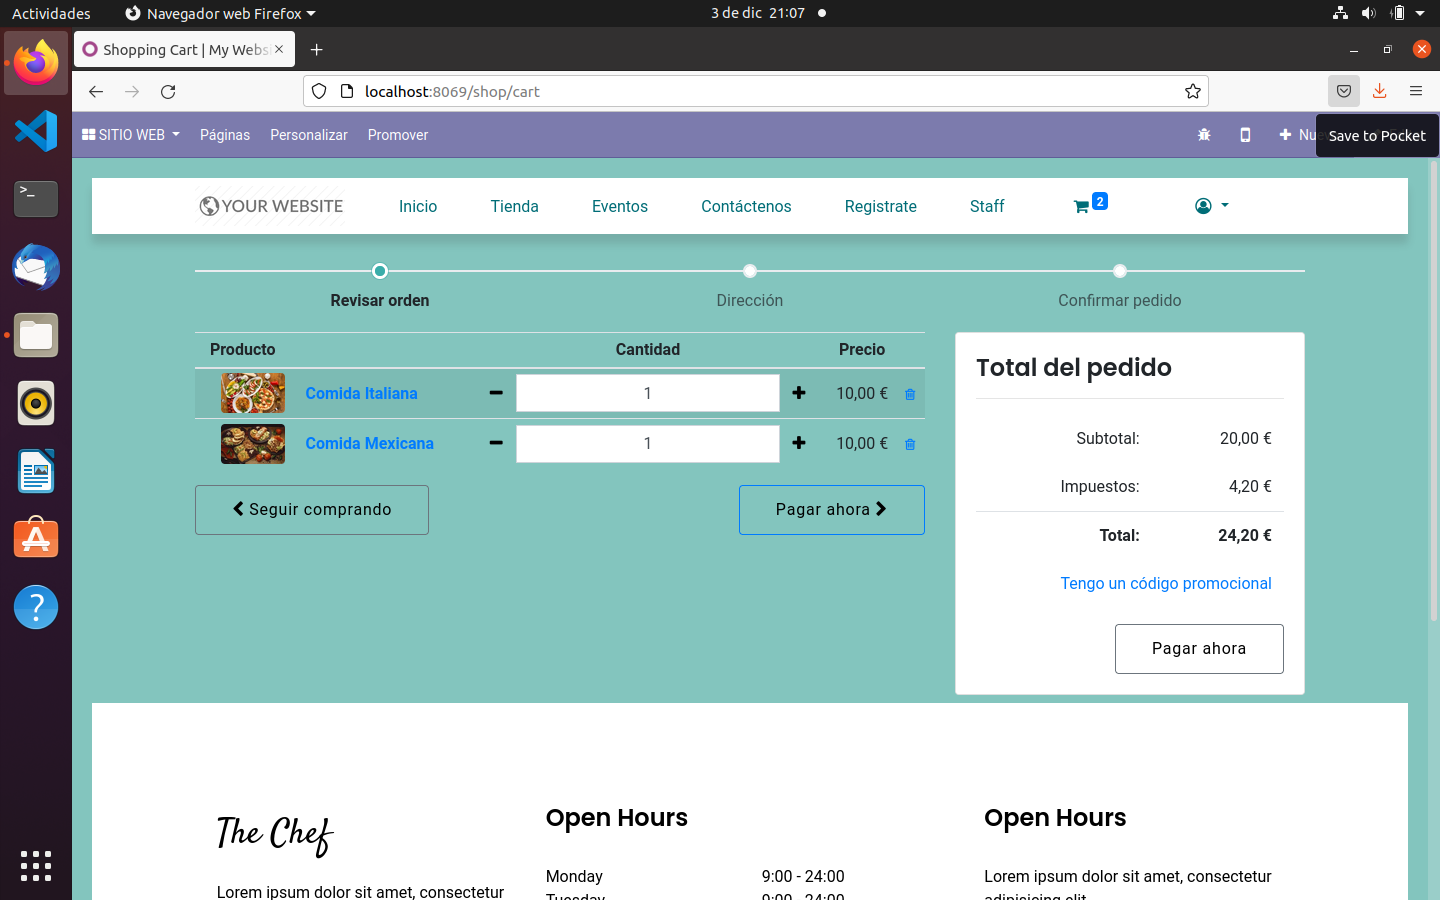 Actividades
Navegador web Firefox
3 de dic 21:07
Shopping Cart | My Webs
localhost:8069/shop/cart
SITIO WEB
Páginas
Personalizar
Promover
Save to Pocket
YOUR WEBSITE
Inicio
Tienda
Eventos
Contáctenos
Registrate
Staff
2
Revisar orden
Dirección
Confirmar pedido
Producto
Cantidad
Precio
Comida Italiana
1
10,00 €
Comida Mexicana
1
10,00 €
Seguir comprando
Pagar ahora
Total del pedido
Subtotal: 20,00 €
Impuestos: 4,20 €
Total: 24,20 €
Tengo un código promocional
Pagar ahora
The Chef
Lorem ipsum dolor sit amet, consectetur
Open Hours
Monday 9:00 - 24:00
Tuesday 9:00 - 24:00
Open Hours
Lorem ipsum dolor sit amet, consectetur
adipisicing elit